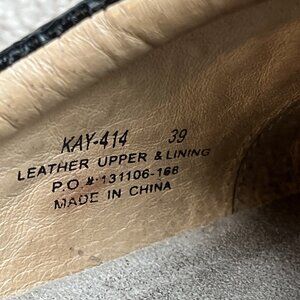 KAY-414 39
LEATHER UPPER & LINING
P.O.#:131106-168
MADE IN CHINA